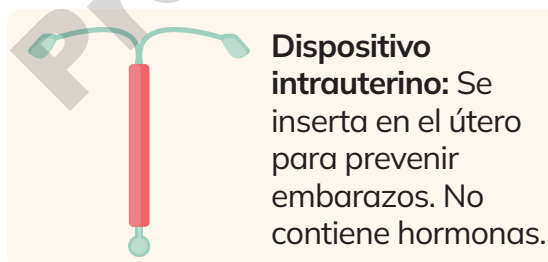 Dispositivo
intrauterino: Se
inserta en el útero
para prevenir
embarazos. No
contiene hormonas.